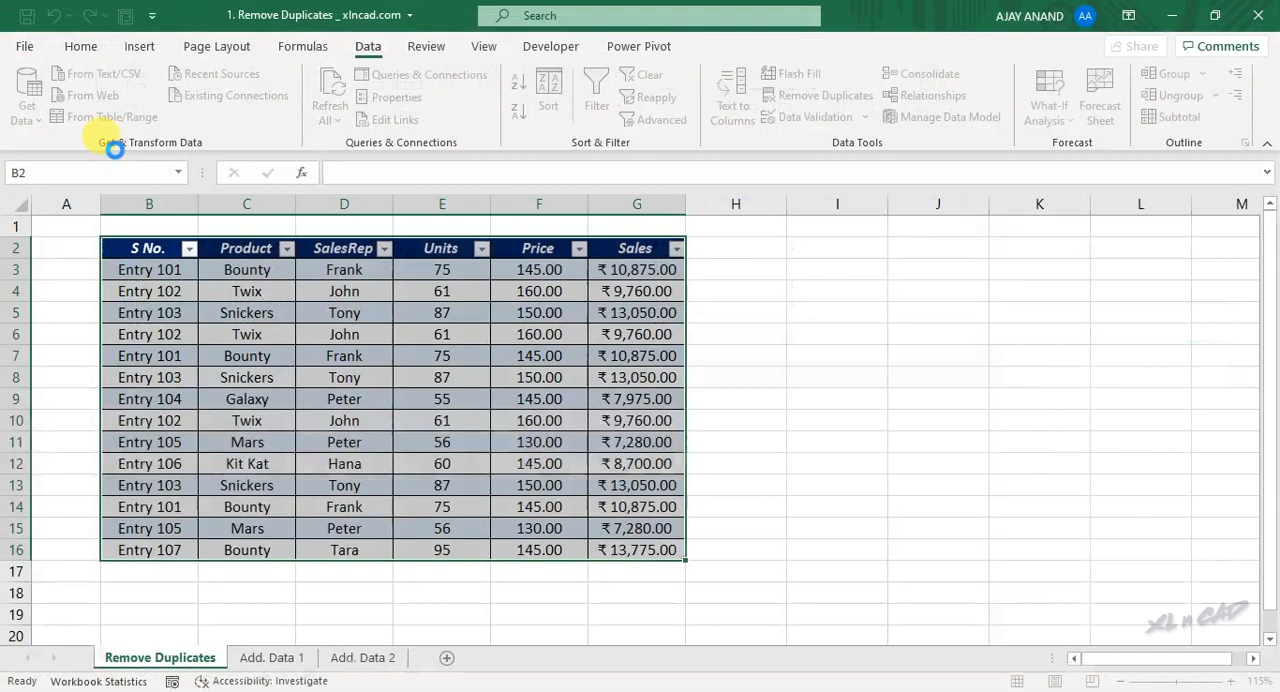 1. Remove Duplicates _ xlncad.com
Search
AJAY ANAND AA
File Home Insert Page Layout Formulas Data Review View Developer Power Pivot Share Comments
Get Data
From Text/CSV
From Web
From Table/Range
Recent Sources
Existing Connections
Get & Transform Data
Refresh All
Queries & Connections
Properties
Edit Links
Queries & Connections
Sort
Filter
Clear
Reapply
Advanced
Sort & Filter
Text to Columns
Flash Fill
Remove Duplicates
Data Validation
Consolidate
Relationships
Manage Data Model
Data Tools
What-If Analysis
Forecast Sheet
Forecast
Group
Ungroup
Subtotal
Outline
B2 fx
A B C D E F G H I J K L M
1
2 S No. Product SalesRep Units Price Sales
3 Entry 101 Bounty Frank 75 145.00 ₹ 10,875.00
4 Entry 102 Twix John 61 160.00 ₹ 9,760.00
5 Entry 103 Snickers Tony 87 150.00 ₹ 13,050.00
6 Entry 102 Twix John 61 160.00 ₹ 9,760.00
7 Entry 101 Bounty Frank 75 145.00 ₹ 10,875.00
8 Entry 103 Snickers Tony 87 150.00 ₹ 13,050.00
9 Entry 104 Galaxy Peter 55 145.00 ₹ 7,975.00
10 Entry 102 Twix John 61 160.00 ₹ 9,760.00
11 Entry 105 Mars Peter 56 130.00 ₹ 7,280.00
12 Entry 106 Kit Kat Hana 60 145.00 ₹ 8,700.00
13 Entry 103 Snickers Tony 87 150.00 ₹ 13,050.00
14 Entry 101 Bounty Frank 75 145.00 ₹ 10,875.00
15 Entry 105 Mars Peter 56 130.00 ₹ 7,280.00
16 Entry 107 Bounty Tara 95 145.00 ₹ 13,775.00
17
18
19
20
XL n CAD
Remove Duplicates Add. Data 1 Add. Data 2
Ready Workbook Statistics Accessibility: Investigate 115%